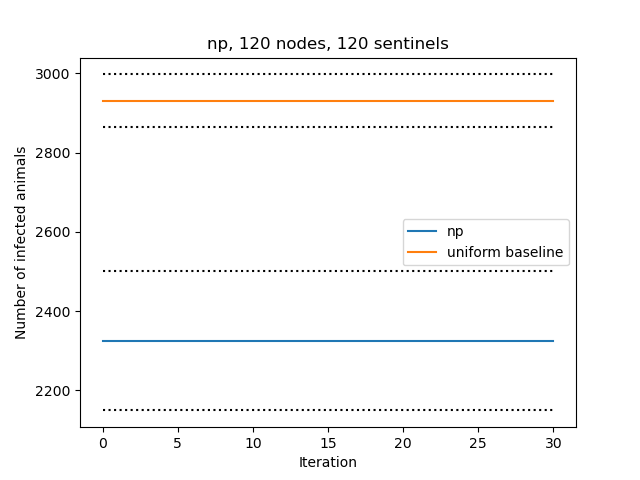 np, 120 nodes, 120 sentinels
Number of infected animals
3000
2800
2600
2400
2200
np
uniform baseline
0
5
10
15
20
25
30
Iteration